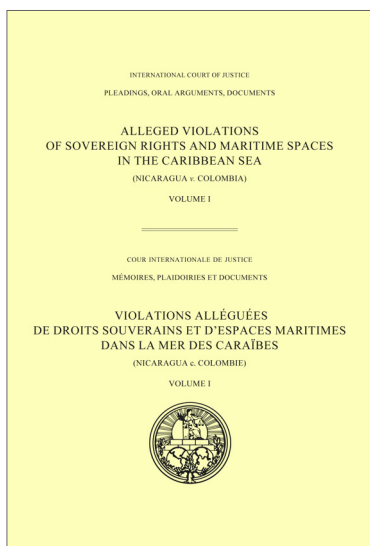 INTERNATIONAL COURT OF JUSTICE
PLEADINGS, ORAL ARGUMENTS, DOCUMENTS
ALLEGED VIOLATIONS
OF SOVEREIGN RIGHTS AND MARITIME SPACES
IN THE CARIBBEAN SEA
(NICARAGUA v. COLOMBIA)
VOLUME I
COUR INTERNATIONALE DE JUSTICE
MÉMOIRES, PLAIDOIRIES ET DOCUMENTS
VIOLATIONS ALLÉGUÉES
DE DROITS SOUVERAINS ET D'ESPACES MARITIMES
DANS LA MER DES CARAÏBES
(NICARAGUA c. COLOMBIE)
VOLUME I